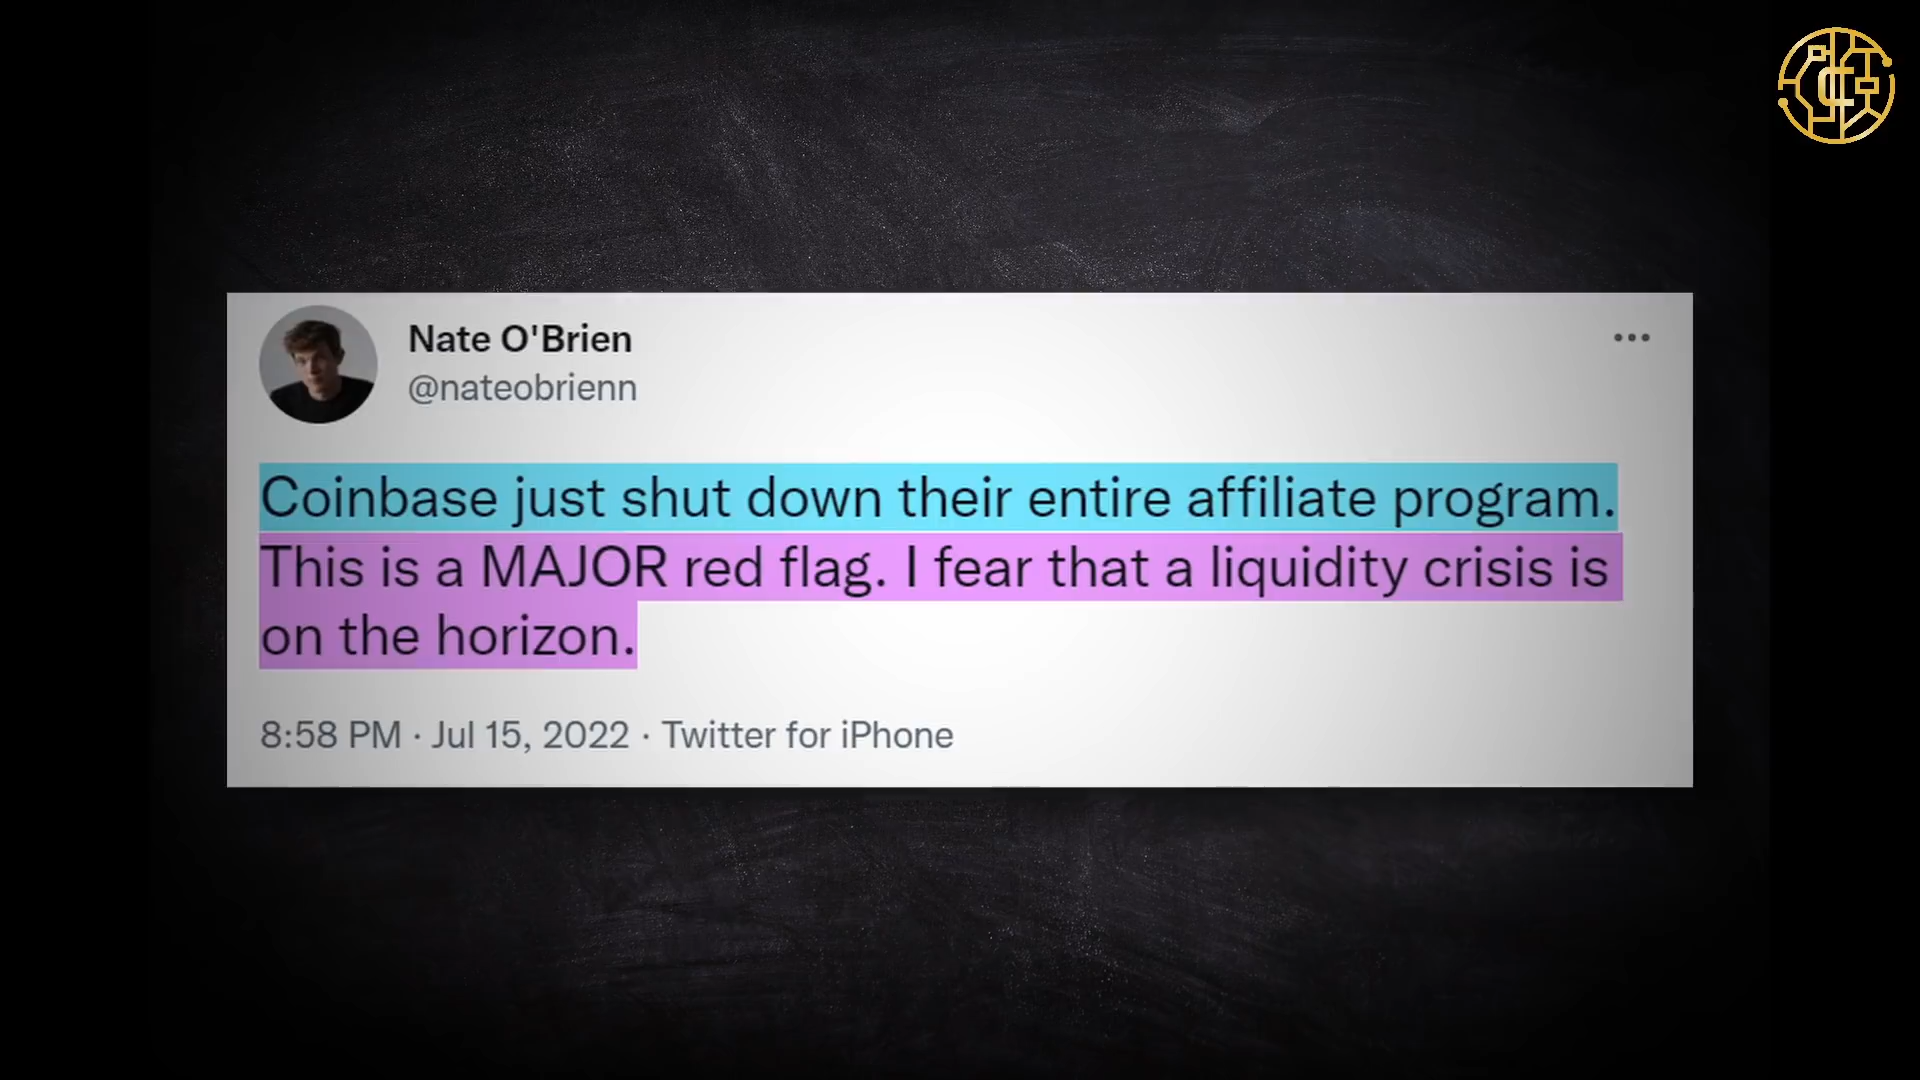 Nate O'Brien
@nateobrienn
Coinbase just shut down their entire affiliate program.
This is a MAJOR red flag. I fear that a liquidity crisis is
on the horizon.
8:58 PM · Jul 15, 2022 · Twitter for iPhone